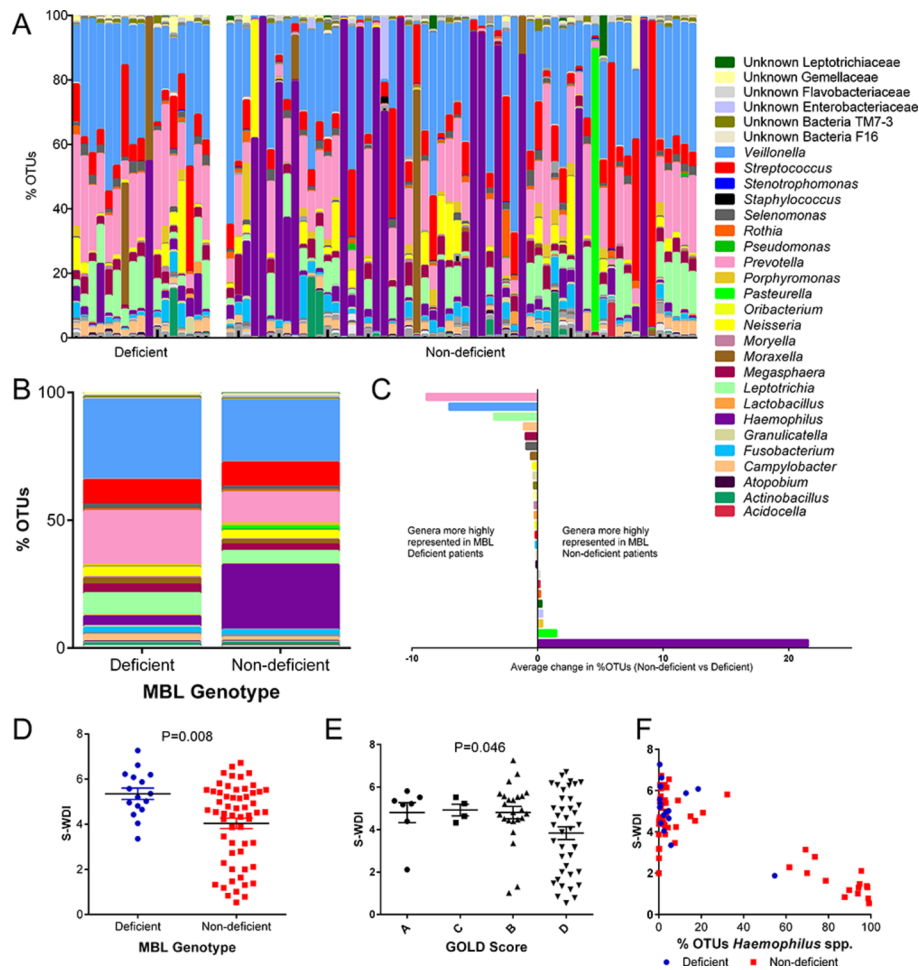 A
100
80
60
40
20
0
% OTUs
Deficient
Non-deficient
Unknown Leptotrichiaceae
Unknown Gemellaceae
Unknown Flavobacteriaceae
Unknown Enterobacteriaceae
Unknown Bacteria TM7-3
Unknown Bacteria F16
Veillonella
Streptococcus
Stenotrophomonas
Staphylococcus
Selenomonas
Rothia
Pseudomonas
Prevotella
Porphyromonas
Pasteurella
Oribacterium
Neisseria
Moryella
Moraxella
Megasphaera
Leptotrichia
Lactobacillus
Haemophilus
Granulicatella
Fusobacterium
Campylobacter
Atopobium
Actinobacillus
Acidocella
B
100
50
0
% OTUs
Deficient
Non-deficient
MBL Genotype
C
Genera more highly
represented in MBL
Deficient patients
Genera more highly
represented in MBL
Non-deficient patients
-10
0
10
20
Average change in %OTUs (Non-deficient vs Deficient)
D
P=0.008
8
6
4
2
0
S-WDI
Deficient
Non-deficient
MBL Genotype
E
P=0.046
8
6
4
2
0
S-WDI
A
C
B
D
GOLD Score
F
8
6
4
2
0
S-WDI
0
20
40
60
80
100
% OTUs Haemophilus spp.
Deficient
Non-deficient